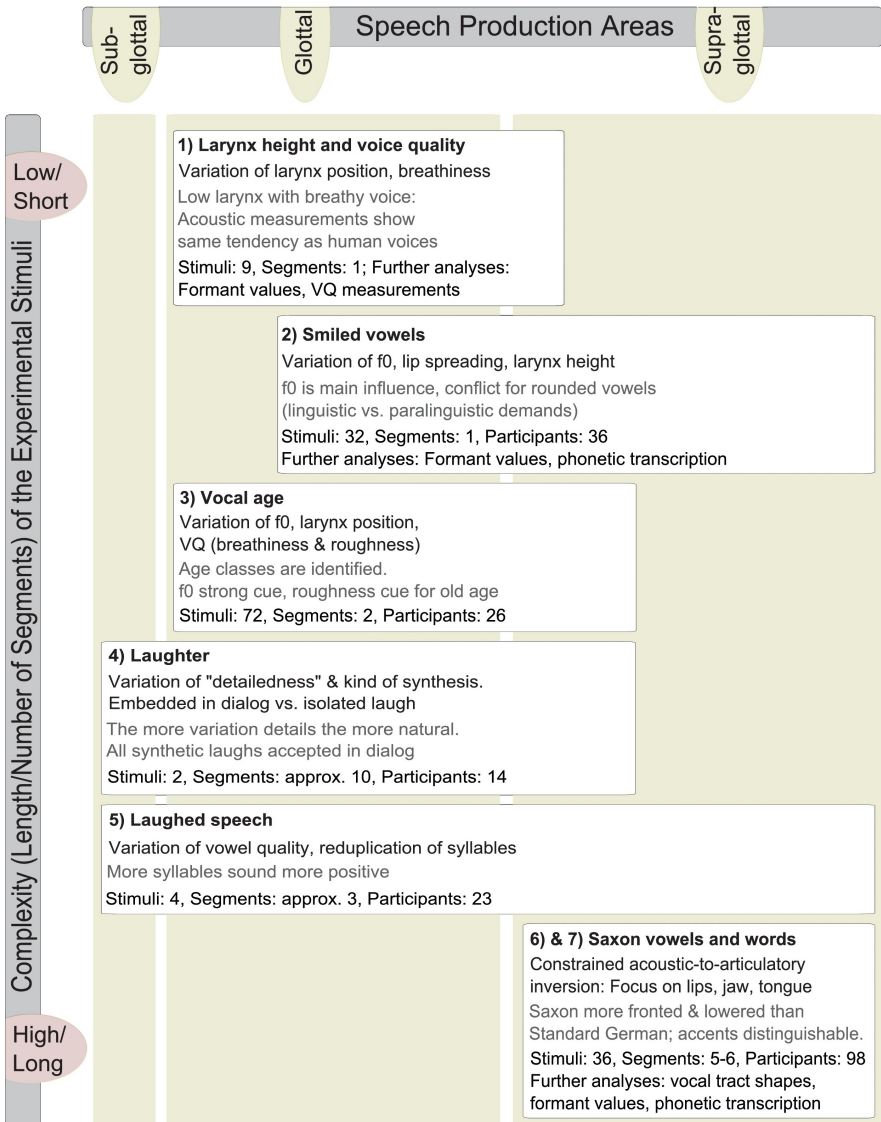 Speech Production Areas
Sub-
glottal
Glottal
Supra-
glottal
Complexity (Length/Number of Segments) of the Experimental Stimuli
Low/
Short
1) Larynx height and voice quality
Variation of larynx position, breathiness
Low larynx with breathy voice:
Acoustic measurements show
same tendency as human voices
Stimuli: 9, Segments: 1; Further analyses:
Formant values, VQ measurements
2) Smiled vowels
Variation of f0, lip spreading, larynx height
f0 is main influence, conflict for rounded vowels
(linguistic vs. paralinguistic demands)
Stimuli: 32, Segments: 1, Participants: 36
Further analyses: Formant values, phonetic transcription
3) Vocal age
Variation of f0, larynx position,
VQ (breathiness & roughness)
Age classes are identified.
f0 strong cue, roughness cue for old age
Stimuli: 72, Segments: 2, Participants: 26
4) Laughter
Variation of "detailedness" & kind of synthesis.
Embedded in dialog vs. isolated laugh
The more variation details the more natural.
All synthetic laughs accepted in dialog
Stimuli: 2, Segments: approx. 10, Participants: 14
5) Laughed speech
Variation of vowel quality, reduplication of syllables
More syllables sound more positive
Stimuli: 4, Segments: approx. 3, Participants: 23
6) & 7) Saxon vowels and words
Constrained acoustic-to-articulatory
inversion: Focus on lips, jaw, tongue
Saxon more fronted & lowered than
Standard German; accents distinguishable.
Stimuli: 36, Segments: 5-6, Participants: 98
Further analyses: vocal tract shapes,
formant values, phonetic transcription
High/
Long